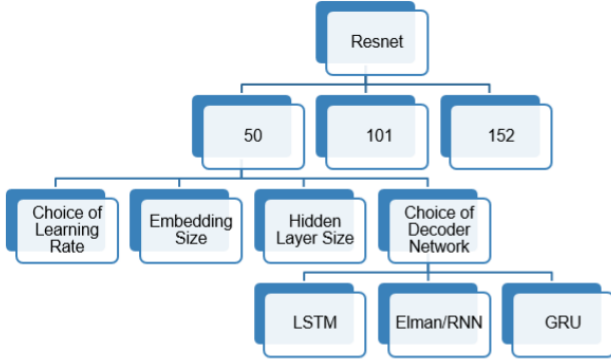 Resnet
50
101
152
Choice of
Learning
Rate
Embedding
Size
Hidden
Layer Size
Choice of
Decoder
Network
LSTM
Elman/RNN
GRU